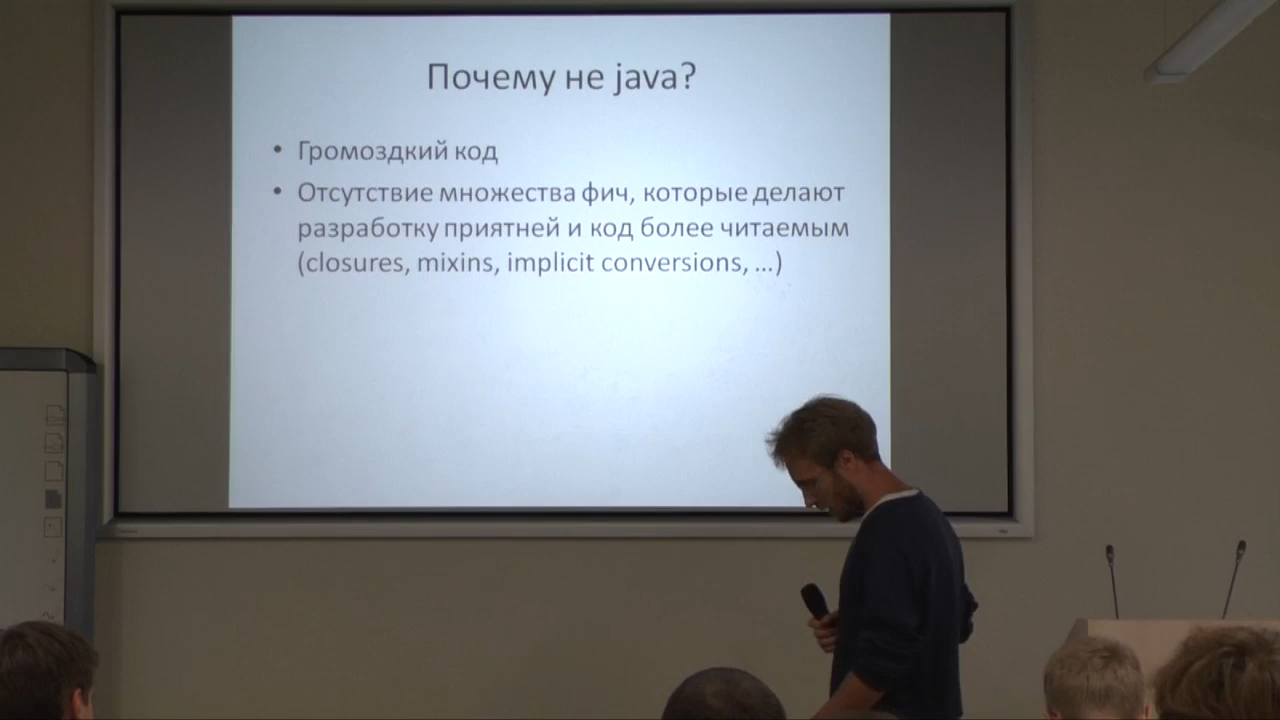 Почему не java?
• Громоздкий код
• Отсутствие множества фич, которые делают
разработку приятней и код более читаемым
(closures, mixins, implicit conversions, …)